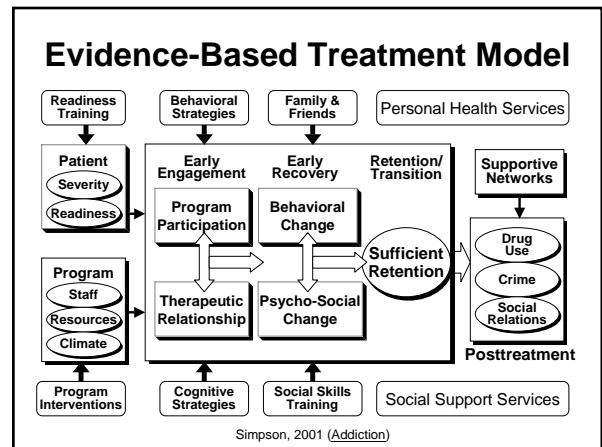 Evidence-Based Treatment Model
Readiness
Training
Behavioral
Strategies
Family &
Friends
Personal Health Services
Patient
Severity
Readiness
Early
Engagement
Early
Recovery
Retention/
Transition
Supportive
Networks
Program
Participation
Behavioral
Change
Sufficient
Retention
Drug
Use
Crime
Social
Relations
Posttreatment
Program
Staff
Resources
Climate
Therapeutic
Relationship
Psycho-Social
Change
Program
Interventions
Cognitive
Strategies
Social Skills
Training
Social Support Services
Simpson, 2001 (Addiction)